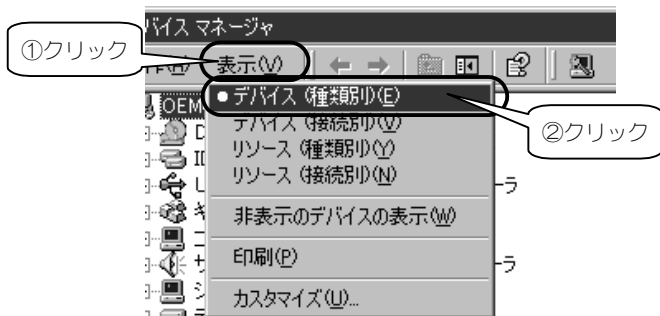 バイス マネージャ
①クリック
表示(V)
OEM
デバイス (種類別)(E)
デバイス (接続別)(V)
②クリック
リソース (種類別)(Y)
リソース (接続別)(N)
ラ
非表示のデバイスの表示(W)
印刷(P)
ーラ
カスタマイズ(U)...